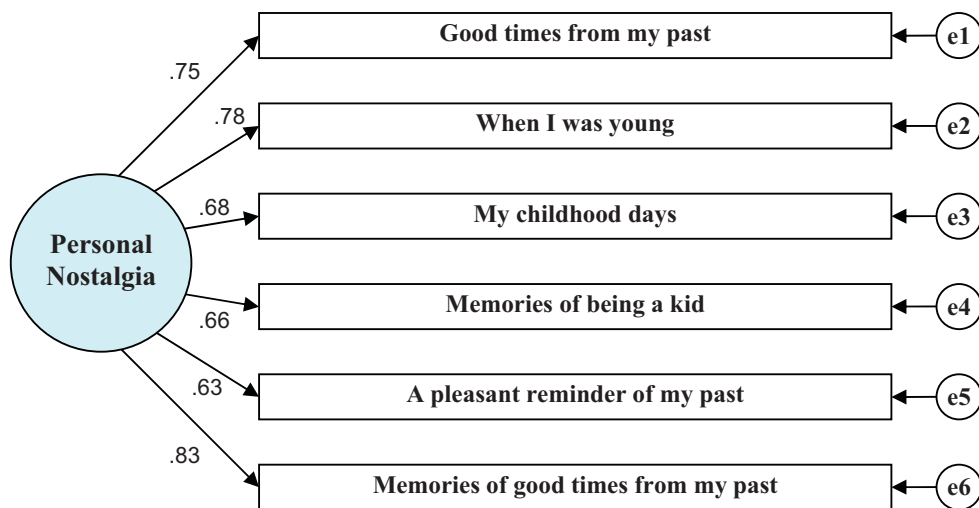 Good times from my past
e1
.75
.78
When I was young
e2
.68
My childhood days
e3
Personal
Nostalgia
.66
Memories of being a kid
e4
.63
A pleasant reminder of my past
e5
.83
Memories of good times from my past
e6